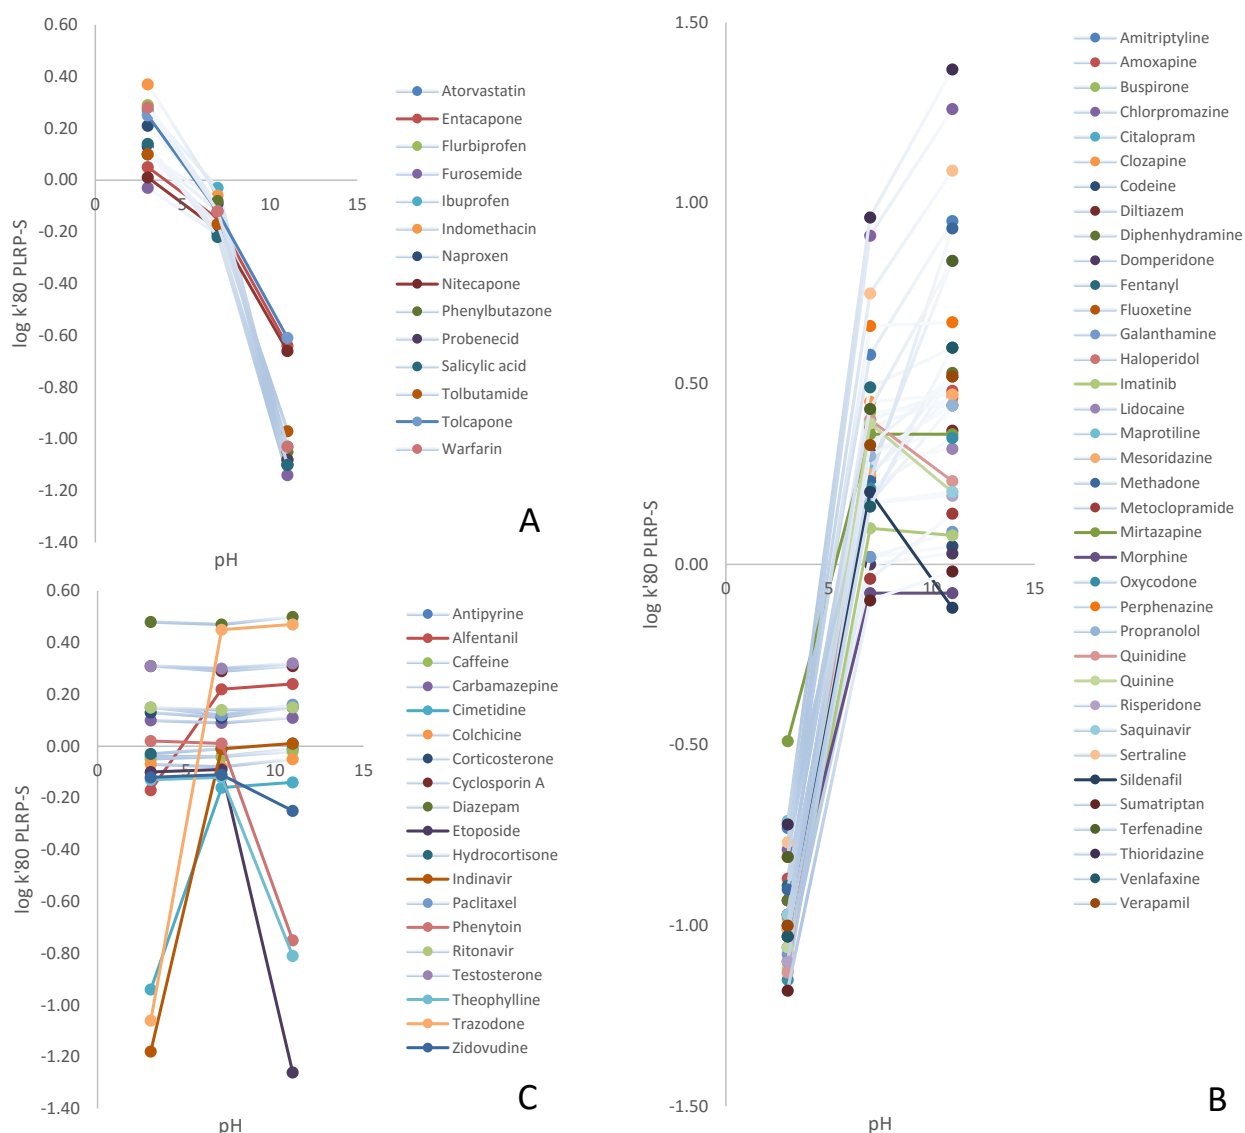 0.60
0.40
0.20
0.00
-0.20
-0.40
-0.60
-0.80
-1.00
-1.20
-1.40
0
5
10
15
log k'80 PLRP-S
pH
Atorvastatin
Entacapone
Flurbiprofen
Furosemide
Ibuprofen
Indomethacin
Naproxen
Nitecapone
Phenylbutazone
Probenecid
Salicylic acid
Tolbutamide
Tolcapone
Warfarin
A
0.60
0.40
0.20
0.00
-0.20
-0.40
-0.60
-0.80
-1.00
-1.20
-1.40
0
5
10
15
log k'80 PLRP-S
pH
Antipyrine
Alfentanil
Caffeine
Carbamazepine
Cimetidine
Colchicine
Corticosterone
Cyclosporin A
Diazepam
Etoposide
Hydrocortisone
Indinavir
Paclitaxel
Phenytoin
Ritonavir
Testosterone
Theophylline
Trazodone
Zidovudine
C
1.50
1.00
0.50
0.00
-0.50
-1.00
-1.50
0
5
10
15
log k'80 PLRP-S
pH
Amitriptyline
Amoxapine
Buspirone
Chlorpromazine
Citalopram
Clozapine
Codeine
Diltiazem
Diphenhydramine
Domperidone
Fentanyl
Fluoxetine
Galanthamine
Haloperidol
Imatinib
Lidocaine
Maprotiline
Mesoridazine
Methadone
Metoclopramide
Mirtazapine
Morphine
Oxycodone
Perphenazine
Propranolol
Quinidine
Quinine
Risperidone
Saquinavir
Sertraline
Sildenafil
Sumatriptan
Terfenadine
Thioridazine
Venlafaxine
Verapamil
B